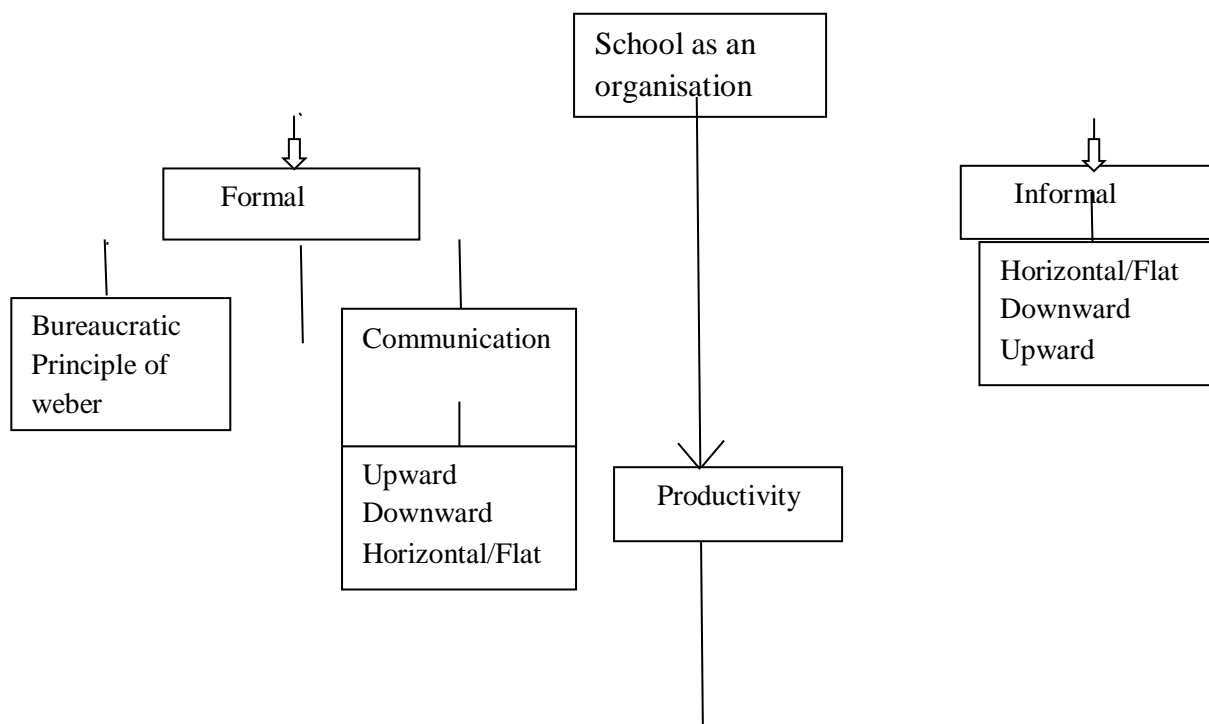 School as an
organisation
Formal
Informal
Horizontal/Flat
Downward
Upward
Bureaucratic
Principle of
weber
Communication
Upward
Downward
Horizontal/Flat
Productivity